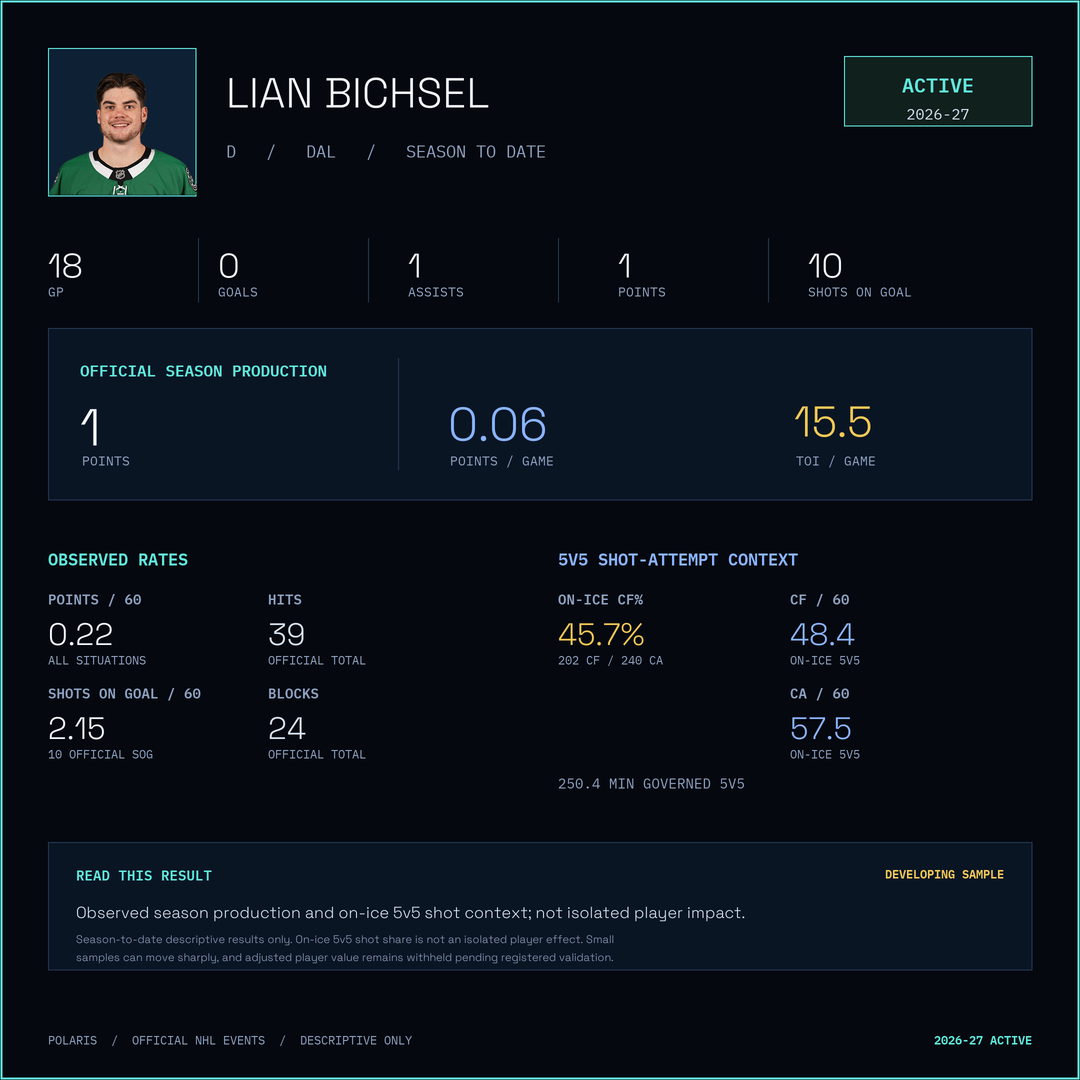 LIAN BICHSEL
D / DAL / SEASON TO DATE
ACTIVE
2026-27
18
GP
0
GOALS
1
ASSISTS
1
POINTS
10
SHOTS ON GOAL
OFFICIAL SEASON PRODUCTION
1
POINTS
0.06
POINTS / GAME
15.5
TOI / GAME
OBSERVED RATES
POINTS / 60
0.22
ALL SITUATIONS
HITS
39
OFFICIAL TOTAL
SHOTS ON GOAL / 60
2.15
10 OFFICIAL SOG
BLOCKS
24
OFFICIAL TOTAL
5V5 SHOT-ATTEMPT CONTEXT
ON-ICE CF%
45.7%
202 CF / 240 CA
CF / 60
48.4
ON-ICE 5V5
CA / 60
57.5
ON-ICE 5V5
250.4 MIN GOVERNED 5V5
READ THIS RESULT
DEVELOPING SAMPLE
Observed season production and on-ice 5v5 shot context; not isolated player impact.
Season-to-date descriptive results only. On-ice 5v5 shot share is not an isolated player effect. Small
samples can move sharply, and adjusted player value remains withheld pending registered validation.
POLARIS / OFFICIAL NHL EVENTS / DESCRIPTIVE ONLY
2026-27 ACTIVE